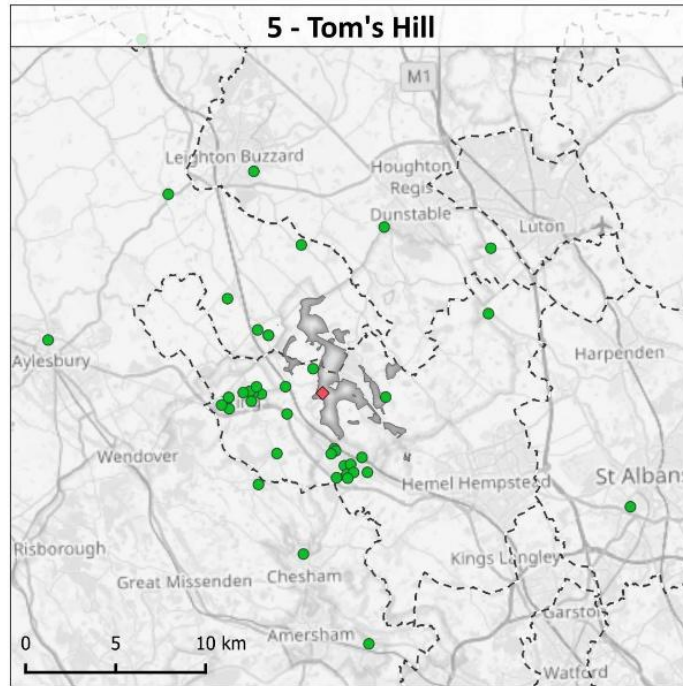 5 - Tom's Hill
M1
Leighton Buzzard
Houghton
Regis
Dunstable
Luton
Aylesbury
Harpenden
Wendover
Hemel Hempstead
St Albans
Risborough
Kings Langley
Great Missenden
Chesham
Garston
Amersham
Watford
0 5 10 km